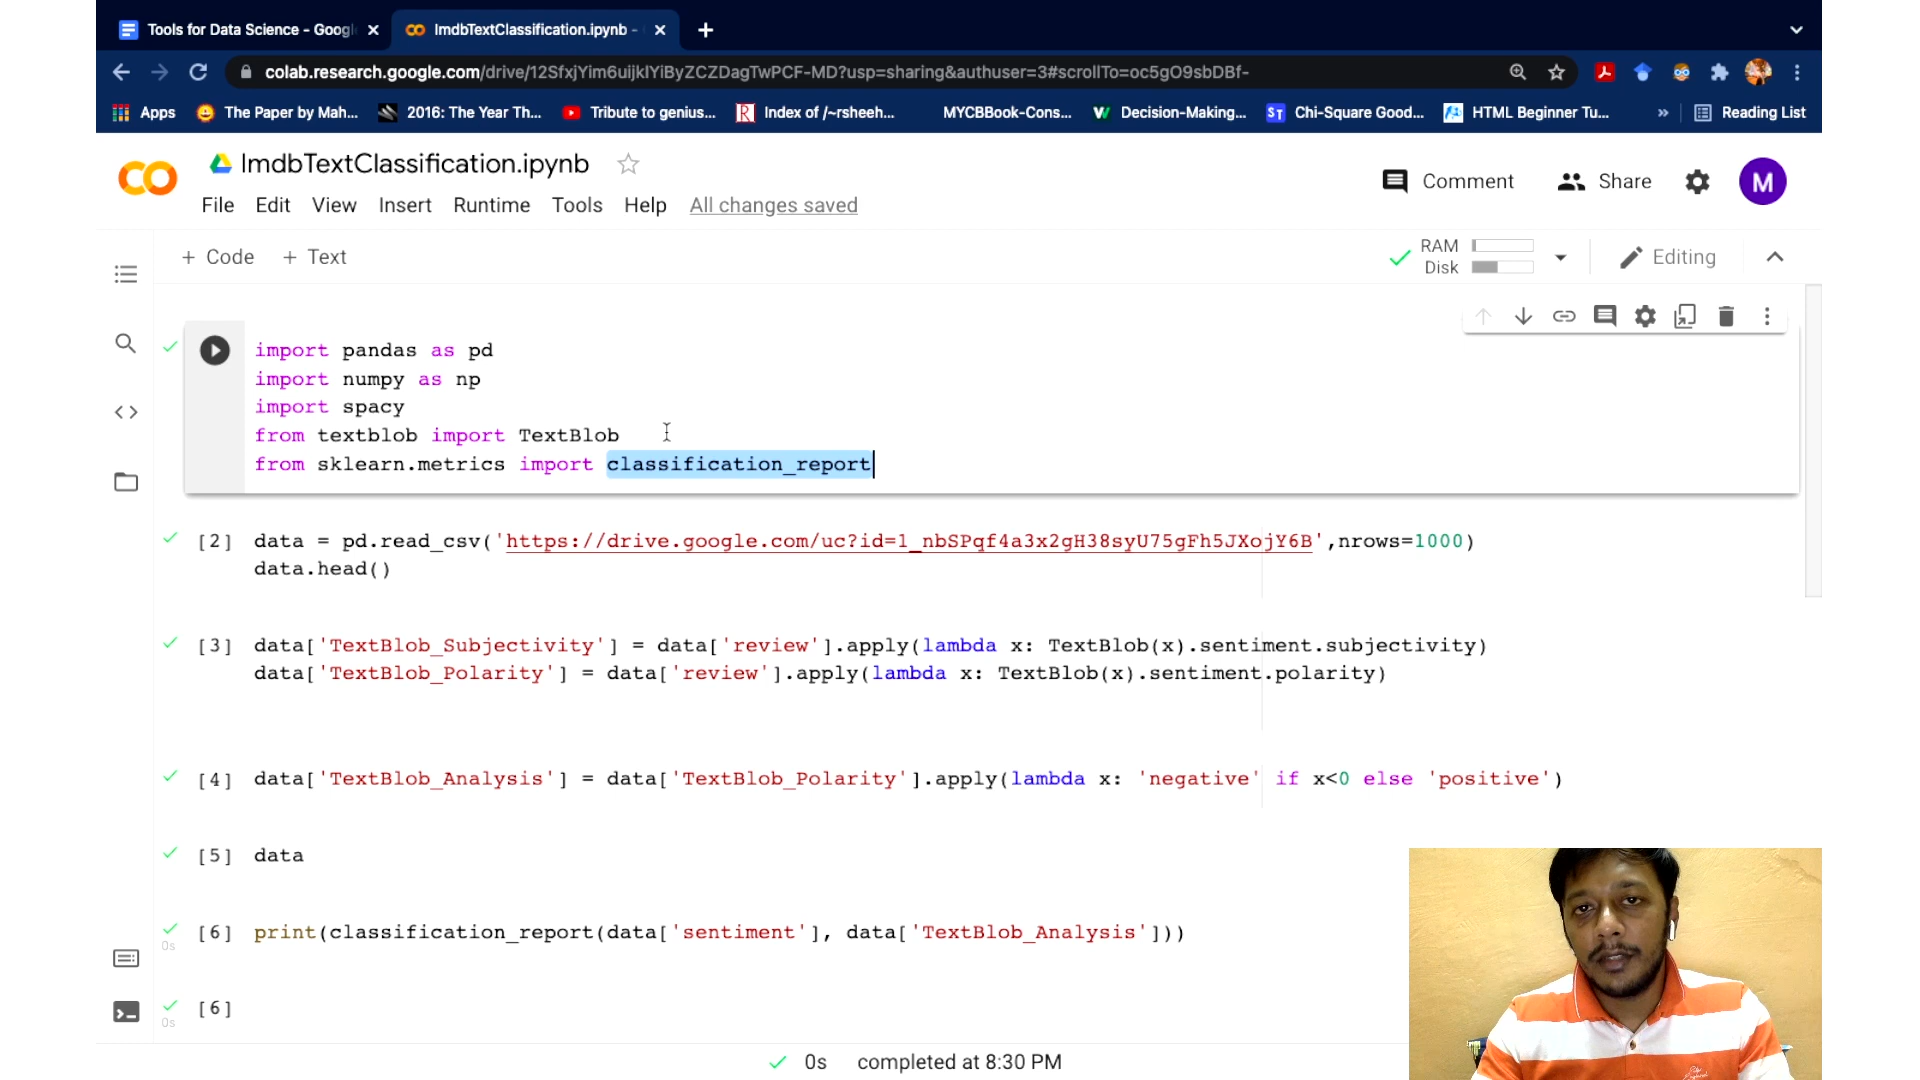 Tools for Data Science - Googl
ImdbTextClassification.ipynb -
colab.research.google.com/drive/12SfxjYim6uijklYiByZCZDagTwPCF-MD?usp=sharing&authuser=3#scrollTo=oc5gO9sbDBf-
Apps The Paper by Mah... 2016: The Year Th... Tribute to genius... Index of /~rsheeh... MYCBBook-Cons... Decision-Making... Chi-Square Good... HTML Beginner Tu... » Reading List
ImdbTextClassification.ipynb
Comment Share M
File Edit View Insert Runtime Tools Help All changes saved
+ Code + Text
RAM
Disk
Editing
import pandas as pd
import numpy as np
import spacy
from textblob import TextBlob
from sklearn.metrics import classification_report
[2] data = pd.read_csv('https://drive.google.com/uc?id=1_nbSPqf4a3x2gH38syU75gFh5JXojY6B',nrows=1000)
data.head()
[3] data['TextBlob_Subjectivity'] = data['review'].apply(lambda x: TextBlob(x).sentiment.subjectivity)
data['TextBlob_Polarity'] = data['review'].apply(lambda x: TextBlob(x).sentiment.polarity)
[4] data['TextBlob_Analysis'] = data['TextBlob_Polarity'].apply(lambda x: 'negative' if x<0 else 'positive')
[5] data
[6] print(classification_report(data['sentiment'], data['TextBlob_Analysis']))
0s
[6]
0s
0s completed at 8:30 PM